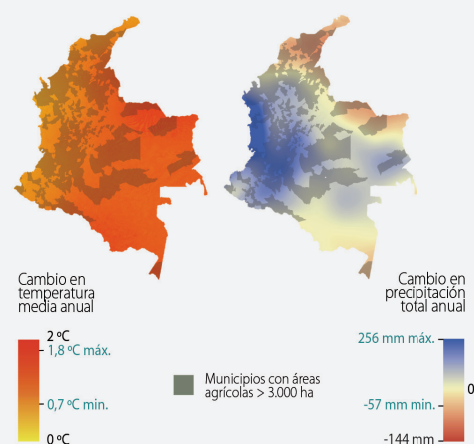 Cambio en
temperatura
media anual
2 ºC
1,8 ºC máx.
0,7 ºC min.
0 ºC
Municipios con áreas
agrícolas > 3.000 ha
Cambio en
precipitación
total anual
256 mm máx.
0
-57 mm min.
-144 mm